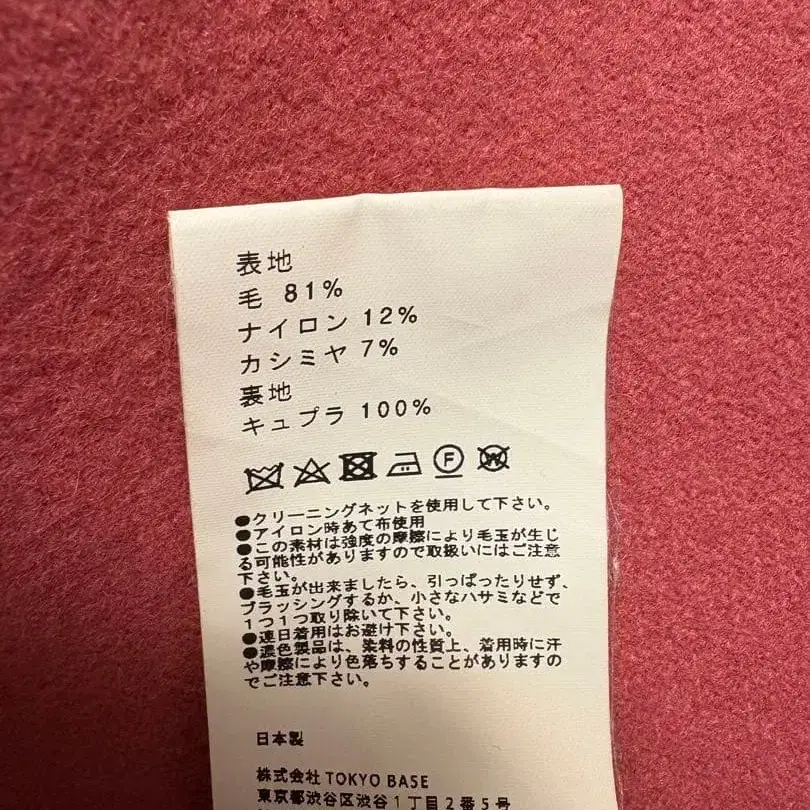 表地
毛 81%
ナイロン 12%
カシミヤ 7%
裏地
キュプラ 100%
F W
●クリーニングネットを使用して下さい。
●アイロン時あて布使用
●この素材は強度の摩擦により毛玉が生じ
る可能性がありますので取扱いにはご注意
下さい。
●毛玉が出来ましたら、引っぱったりせず、
ブラッシングするか、小さなハサミなどで
1つ1つ取り除いて下さい。
●連日着用はお避け下さい。
●濃色製品は、染料の性質上、着用時に汗
や摩擦により色落ちすることがありますの
でご注意下さい。
日本製
株式会社 TOKYO BASE
東京都渋谷区渋谷1丁目2番5号